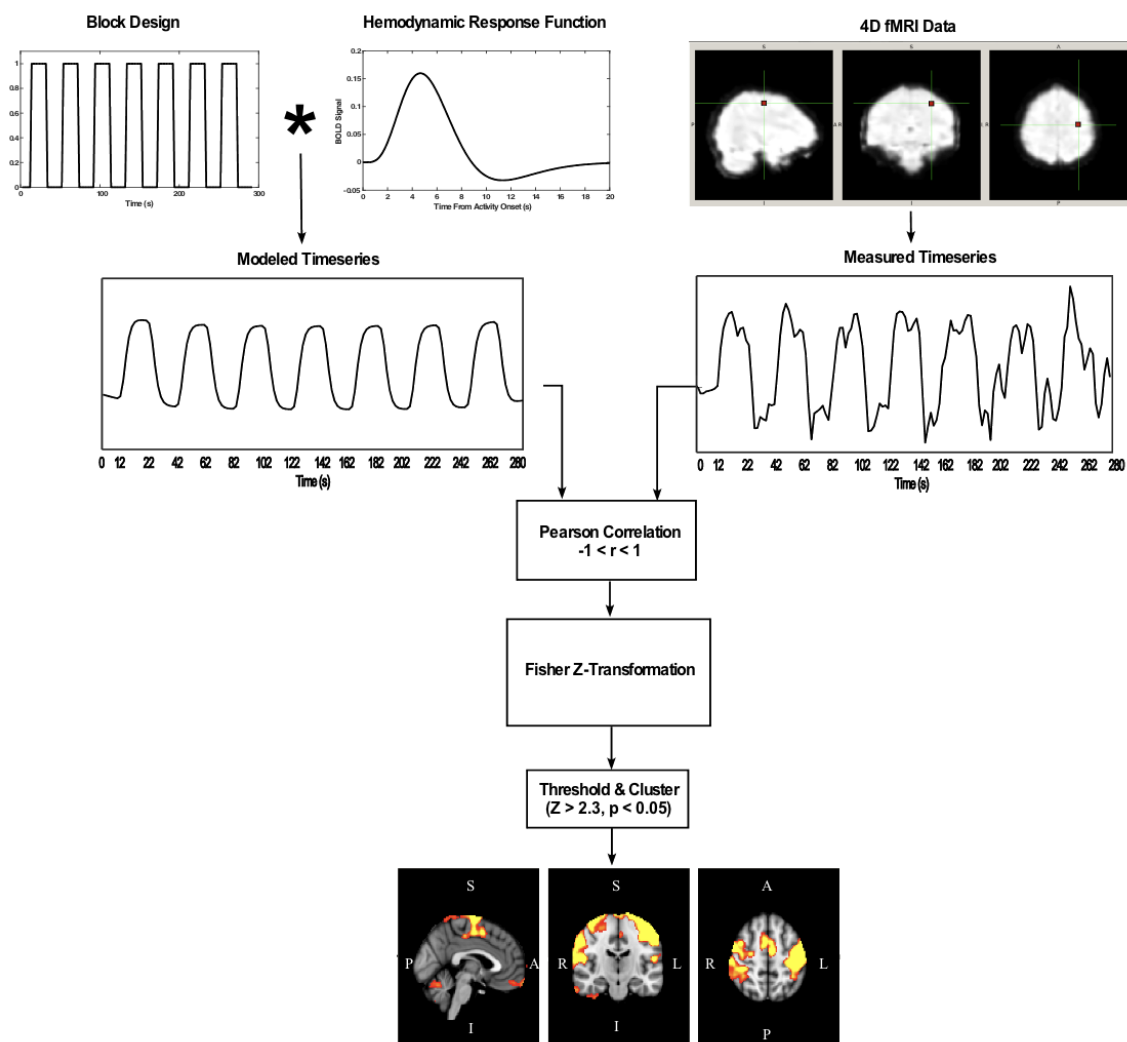 Block Design
Hemodynamic Response Function
4D fMRI Data
1
0.8
0.6
0.4
0.2
0
0
100
200
300
Time (s)
*
0.2
0.15
0.1
0.05
0
−0.05
BOLD Signal
0 2 4 6 8 10 12 14 16 18 20
Time From Activity Onset (s)
S
S
A
P
A
R
L
R
I
I
P
Modeled Timeseries
Measured Timeseries
0 12 22 42 62 82 102 122 142 162 182 202 222 242 262 280
Time (s)
0 12 22 42 62 82 102 122 142 162 182 202 222 242 262 280
Time (s)
Pearson Correlation
-1 < r < 1
Fisher Z-Transformation
Threshold & Cluster
(Z > 2.3, p < 0.05)
S
S
A
P
A
R
L
R
L
I
I
P